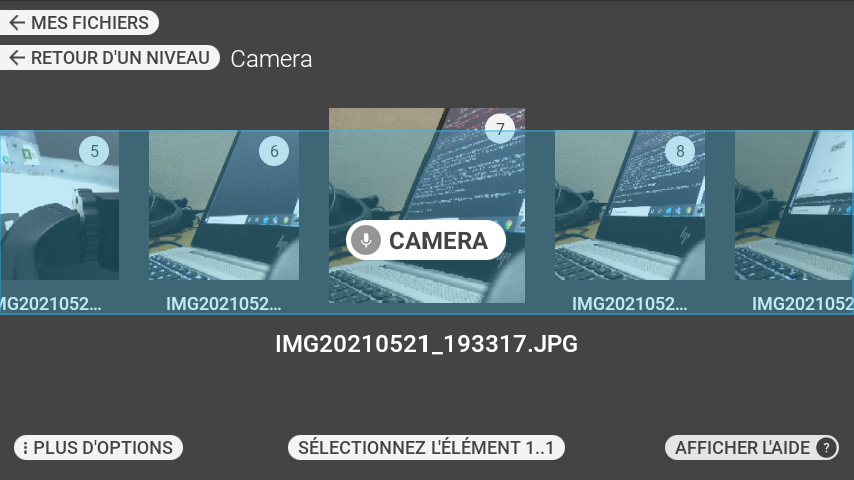 MES FICHIERS
RETOUR D'UN NIVEAU Camera
5
6
7
8
CAMERA
MG2021052...
IMG2021052...
IMG2021052...
IMG2021052
IMG20210521_193317.JPG
PLUS D'OPTIONS
SÉLECTIONNEZ L'ÉLÉMENT 1..1
AFFICHER L'AIDE ?